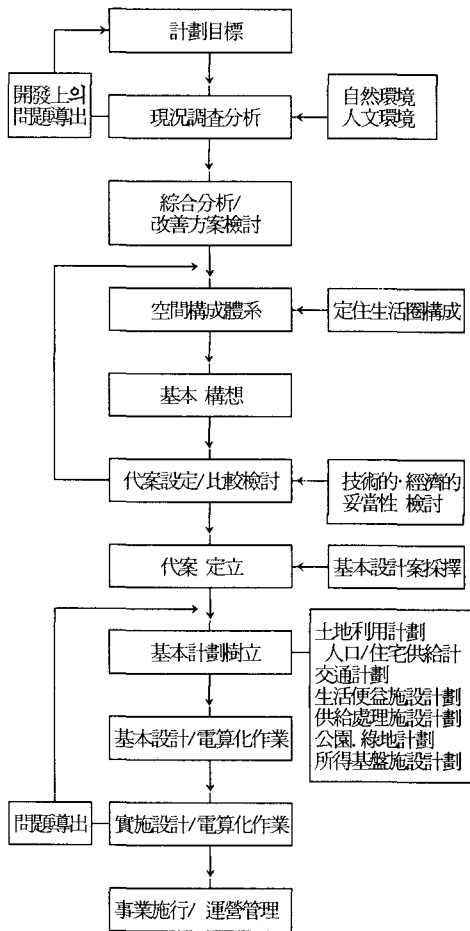 計劃目標
開發上의
問題導出
現況調査分析
自然環境
人文環境
綜合分析/
改善方案檢討
空間構成體系
定住生活圈構成
基本 構想
代案設定/比較檢討
技術的·經濟的
妥當性 檢討
代案 定立
基本設計案採擇
基本計劃樹立
土地利用計劃
人口/住宅供給計
交通計劃
生活便益施設計劃
供給處理施設計劃
公園.綠地計劃
所得基盤施設計劃
基本設計/電算化作業
問題導出
實施設計/電算化作業
事業施行/ 運營管理